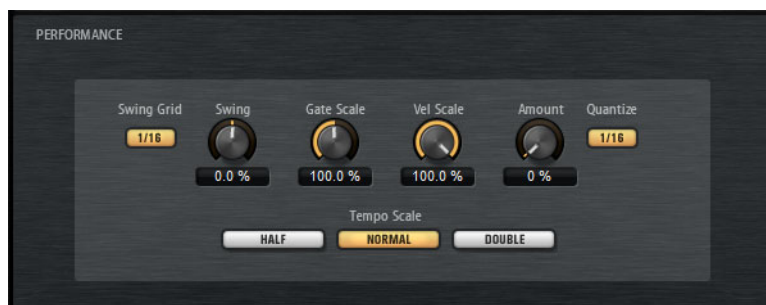 PERFORMANCE
Swing Grid Swing Gate Scale Vel Scale Amount Quantize
1/16 1/16
0.0 % 100.0 % 100.0 % 0 %
Tempo Scale
HALF NORMAL DOUBLE